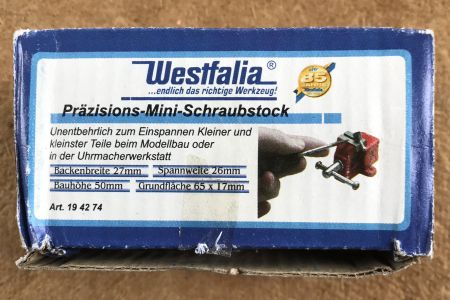 Westfalia®
...endlich das richtige Werkzeug!
85
JAHRE
Präzisions-Mini-Schraubstock
Unentbehrlich zum Einspannen Kleiner und
kleinster Teile beim Modellbau oder
in der Uhrmacherwerkstatt
Backenbreite 27mm Spannweite 26mm
Bauhöhe 50mm Grundfläche 65 x 17mm
Art. 19 42 74